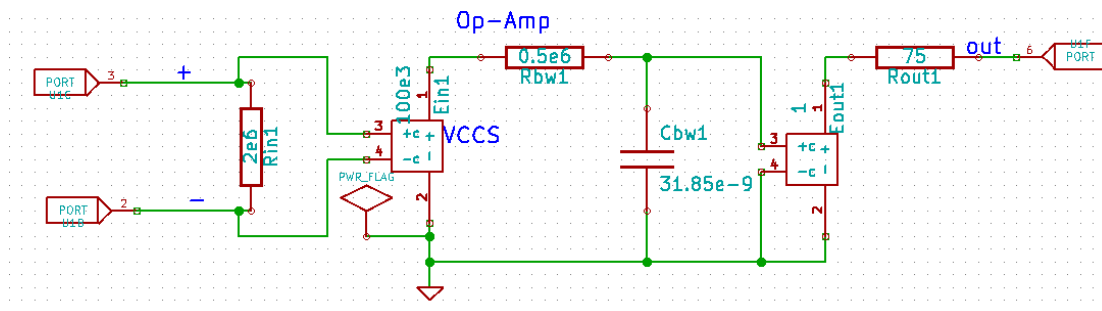 Op-Amp
PORT
U1C
3
+
2e6
Rin1
PORT
U1D
2
-
100e3
Ein1
1
3
4
+c
-c
+
-
2
VCCS
PWR_FLAG
0.5e6
Rbw1
Cbw1
31.85e-9
1
Eout1
1
3
4
+c
-c
+
-
2
75
Rout1
out
6
U1F
PORT